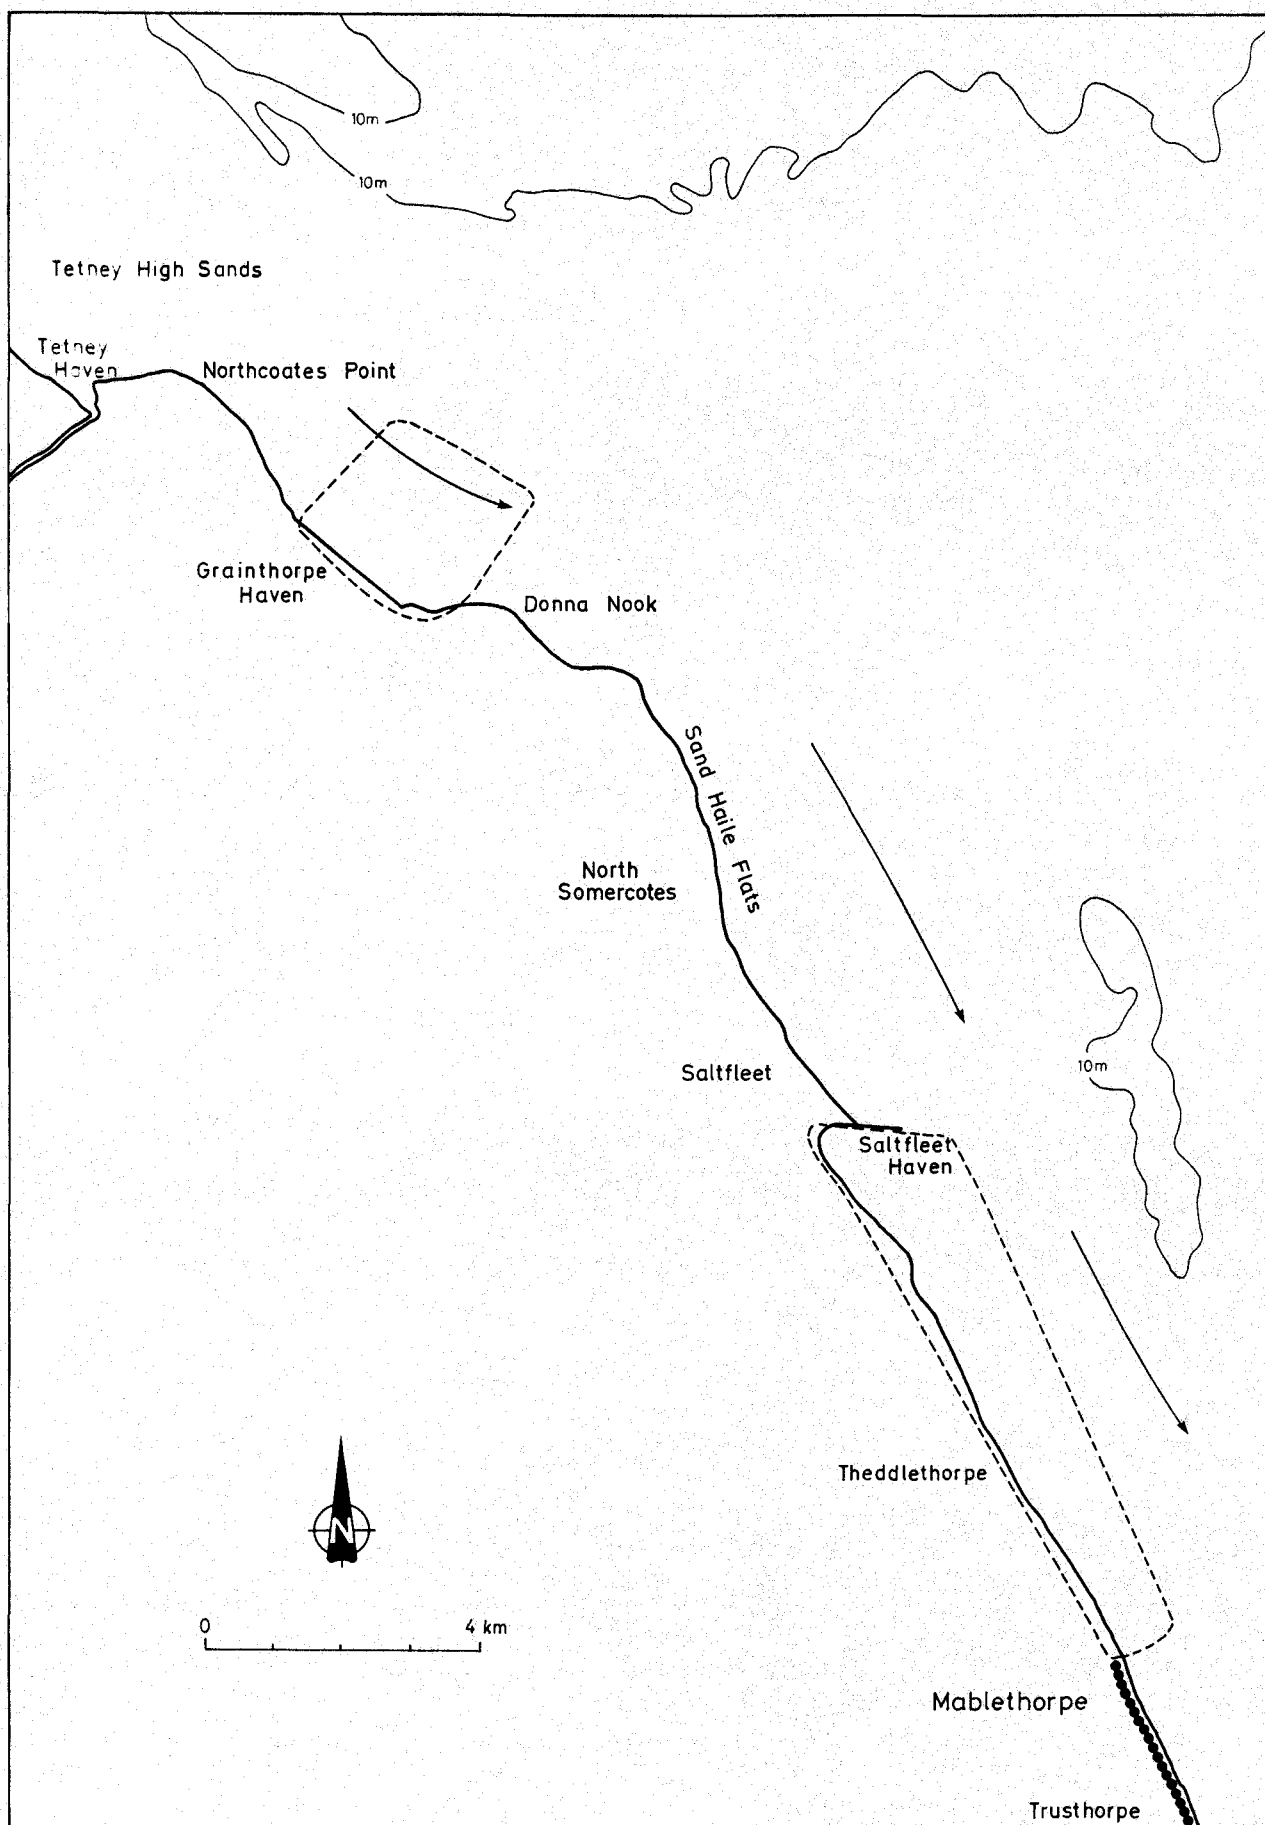 10m
10m
Tetney High Sands
Tetney
Haven
Northcoates Point
Grainthorpe
Haven
Donna Nook
Sand Haile Flats
North
Somercotes
10m
Saltfleet
Saltfleet
Haven
Theddlethorpe
N
0 4 km
Mablethorpe
Trusthorpe